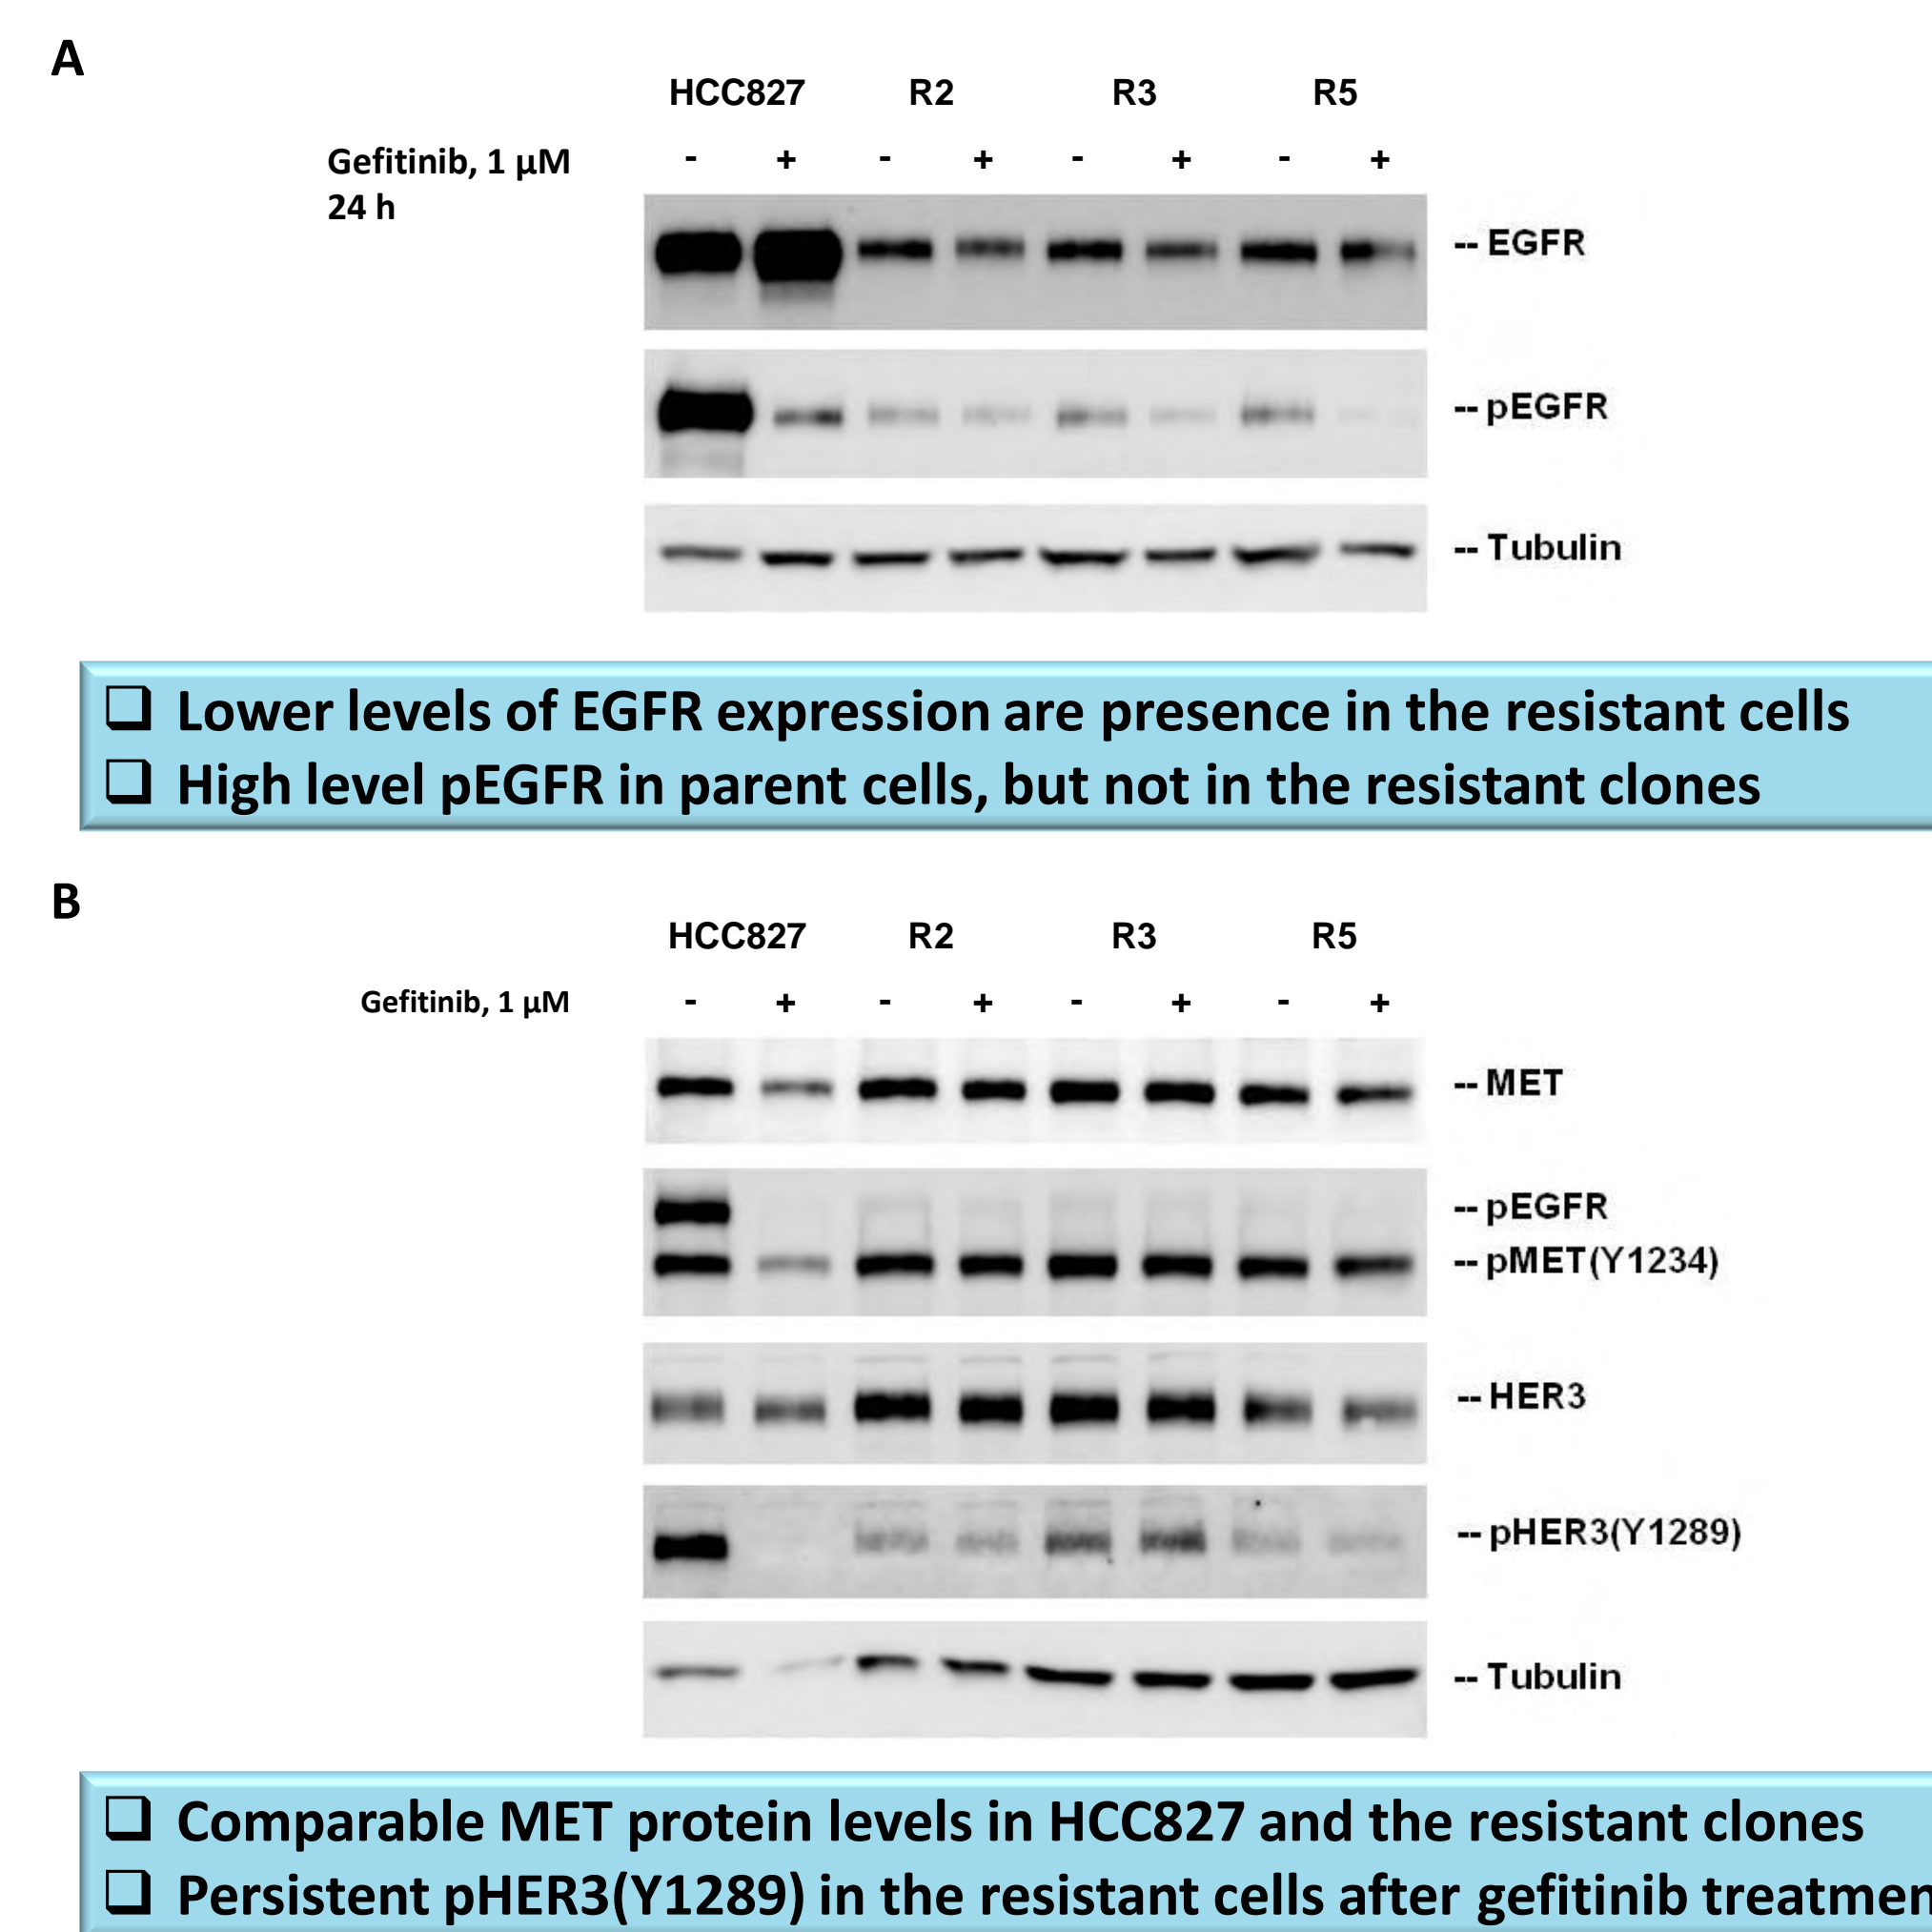 A
HCC827 R2 R3 R5
Gefitinib, 1 µM - + - + - + - +
24 h
-- EGFR
-- pEGFR
-- Tubulin
❑ Lower levels of EGFR expression are presence in the resistant cells
❑ High level pEGFR in parent cells, but not in the resistant clones
B
HCC827 R2 R3 R5
Gefitinib, 1 µM - + - + - + - +
-- MET
-- pEGFR
-- pMET(Y1234)
-- HER3
-- pHER3(Y1289)
-- Tubulin
❑ Comparable MET protein levels in HCC827 and the resistant clones
❑ Persistent pHER3(Y1289) in the resistant cells after gefitinib treatmen